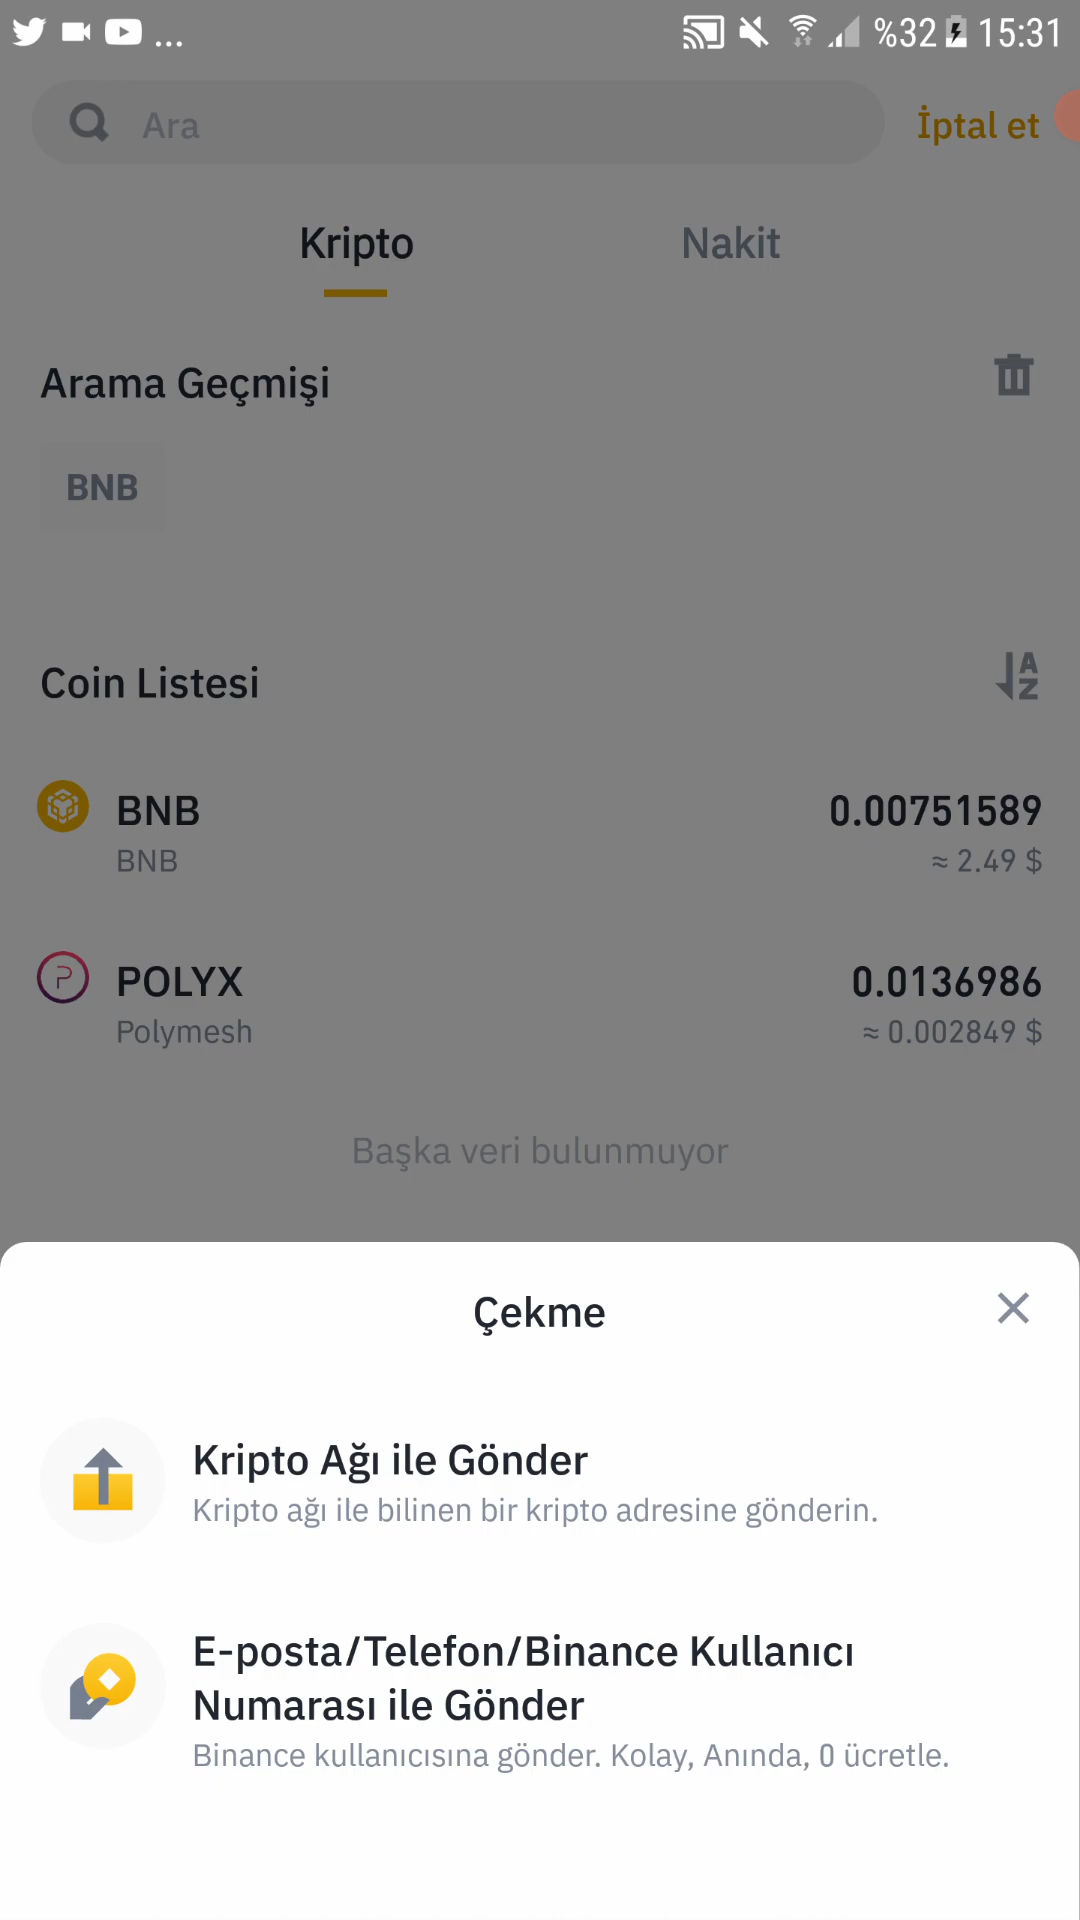 ... %32 15:31
Ara İptal et
Kripto Nakit
Arama Geçmişi
BNB
Coin Listesi
A
Z
BNB 0.00751589
BNB ≈ 2.49 $
POLYX 0.0136986
Polymesh ≈ 0.002849 $
Başka veri bulunmuyor
Çekme
Kripto Ağı ile Gönder
Kripto ağı ile bilinen bir kripto adresine gönderin.
E-posta/Telefon/Binance Kullanıcı
Numarası ile Gönder
Binance kullanıcısına gönder. Kolay, Anında, 0 ücretle.